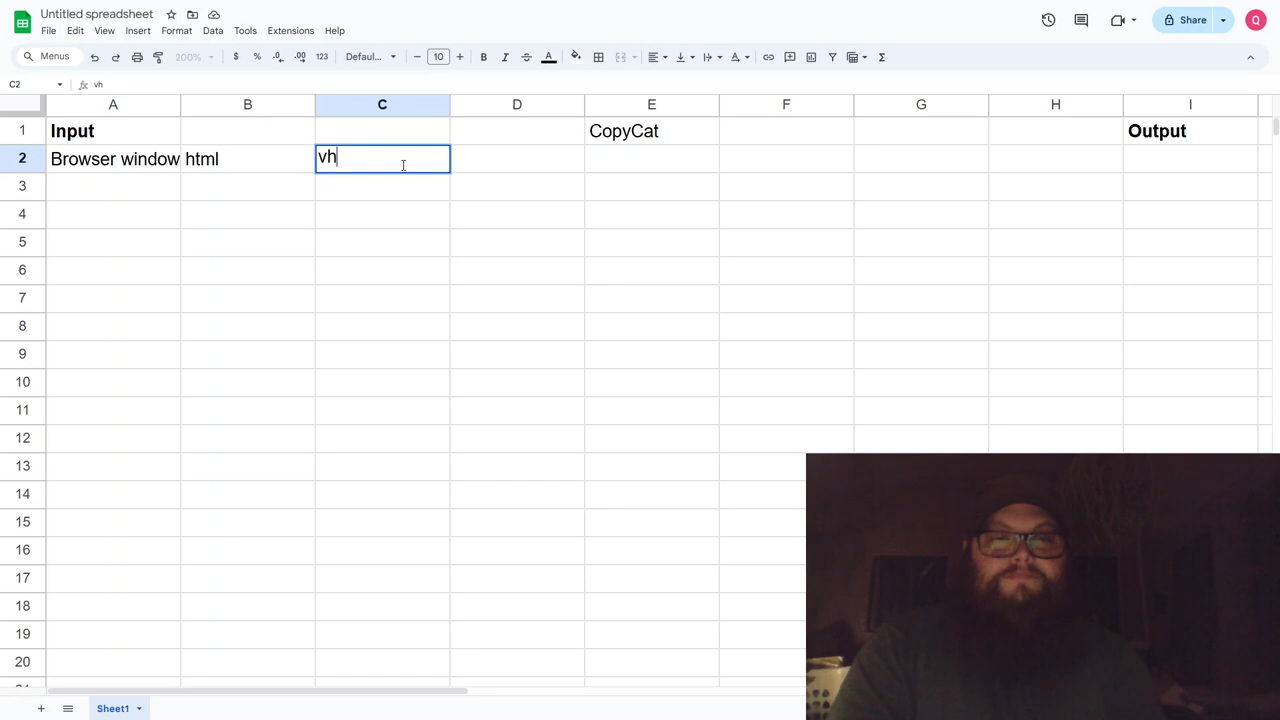 Untitled spreadsheet
File Edit View Insert Format Data Tools Extensions Help
Share
Q
Menus
200%
$ % .0 .00 123
Defaul...
10
B I A
C2
fx vh
A B C D E F G H I
1 Input CopyCat Output
2 Browser window html vh
3
4
5
6
7
8
9
10
11
12
13
14
15
16
17
18
19
20
Sheet1